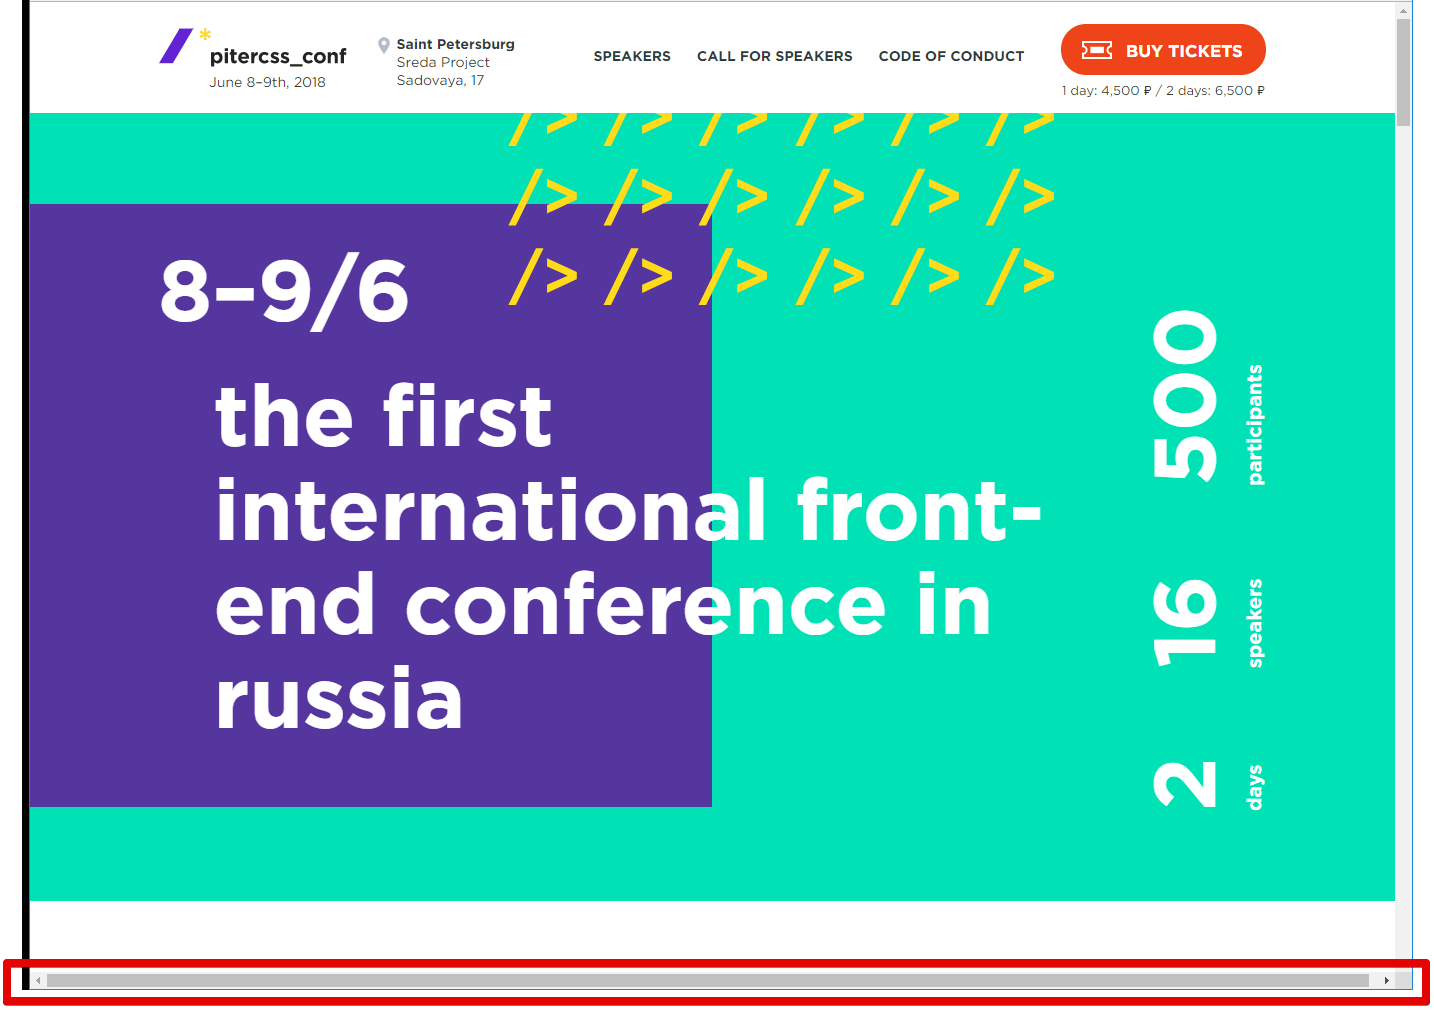 /*
pitercss_conf
June 8–9th, 2018
Saint Petersburg
Sreda Project
Sadovaya, 17
SPEAKERS CALL FOR SPEAKERS CODE OF CONDUCT
BUY TICKETS
1 day: 4,500 ₽ / 2 days: 6,500 ₽
/> /> /> /> /> />
/> /> /> /> /> />
/> /> /> /> /> />
8–9/6
the first
international front-
end conference in
russia
500
participants
16
speakers
2
days